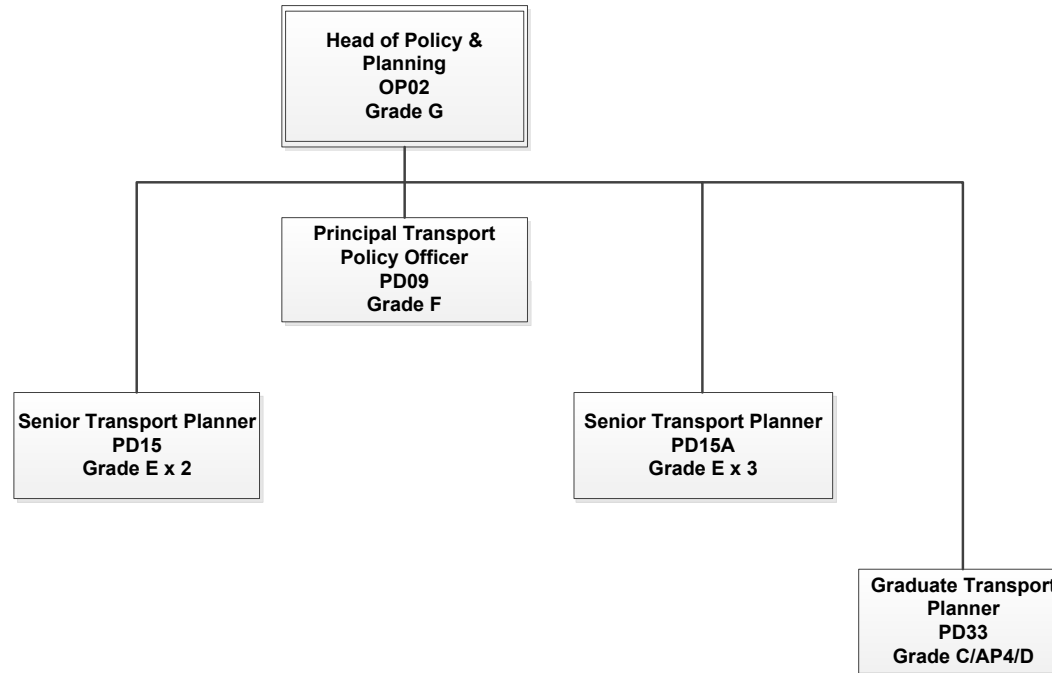 Head of Policy &
Planning
OP02
Grade G
Principal Transport
Policy Officer
PD09
Grade F
Senior Transport Planner
PD15
Grade E x 2
Senior Transport Planner
PD15A
Grade E x 3
Graduate Transport
Planner
PD33
Grade C/AP4/D